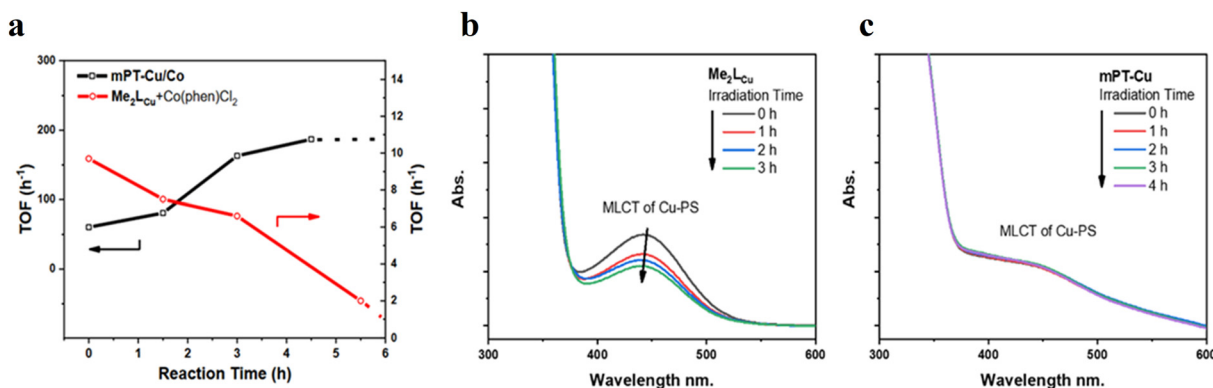 a
300
250
200
150
100
50
0
TOF (h⁻¹)
mPT-Cu/Co
Me₂L_Cu+Co(phen)Cl₂
14
12
10
8
6
4
2
0
TOF (h⁻¹)
0 1 2 3 4 5 6
Reaction Time (h)
b
Abs.
Me₂L_Cu
Irradiation Time
0 h
1 h
2 h
3 h
MLCT of Cu-PS
300 400 500 600
Wavelength nm.
c
Abs.
mPT-Cu
Irradiation Time
0 h
1 h
2 h
3 h
4 h
MLCT of Cu-PS
300 400 500 600
Wavelength nm.